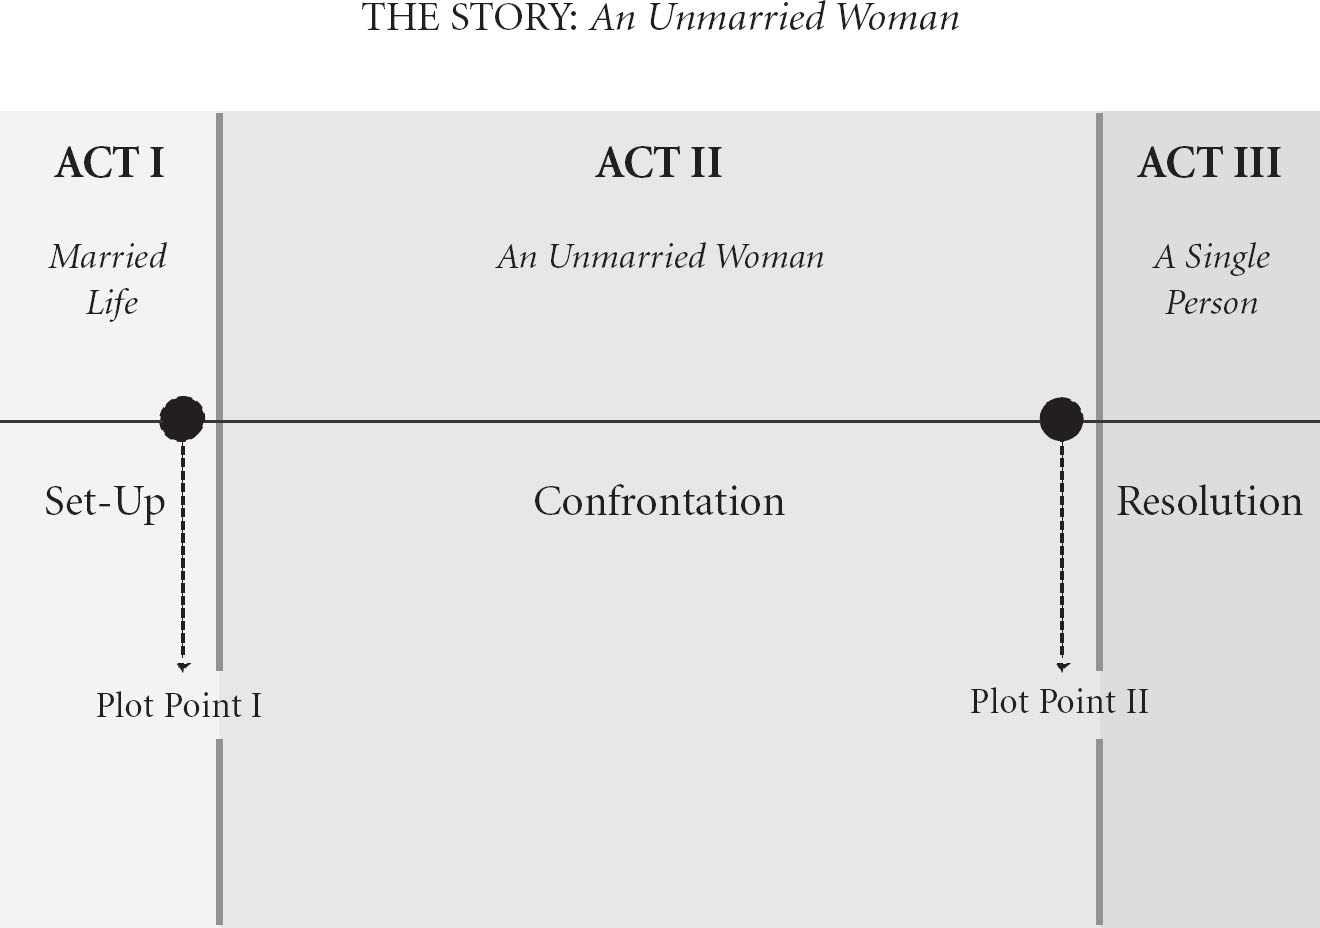 THE STORY: An Unmarried Woman
ACT I
ACT II
ACT III
Married
Life
An Unmarried Woman
A Single
Person
Set-Up
Confrontation
Resolution
Plot Point I
Plot Point II